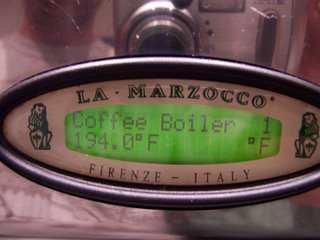 LA · MARZOCCO®
Coffee Boiler 1
194.0°F °F
FIRENZE – ITALY